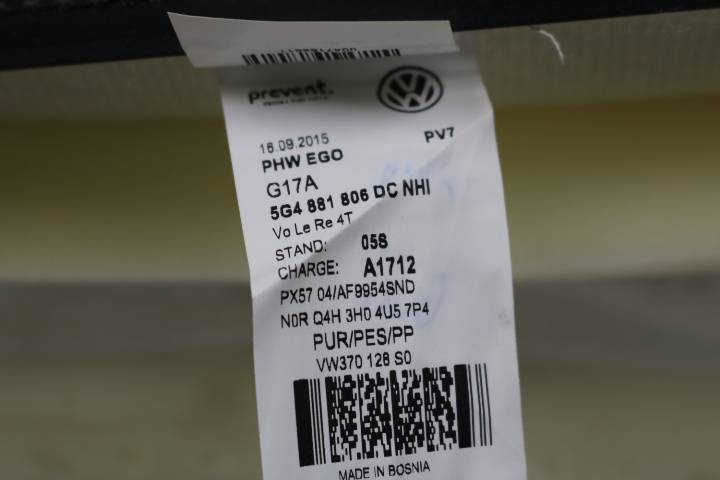 prevent.
18.09.2015
PV7
PHW EGO
G17A
5G4 881 806 DC NHI
Vo Le Re 4T
STAND: 05S
CHARGE: A1712
PX57 04/AF9954SND
N0R Q4H 3H0 4U5 7P4
PUR/PES/PP
VW370 128 S0
MADE IN BOSNIA